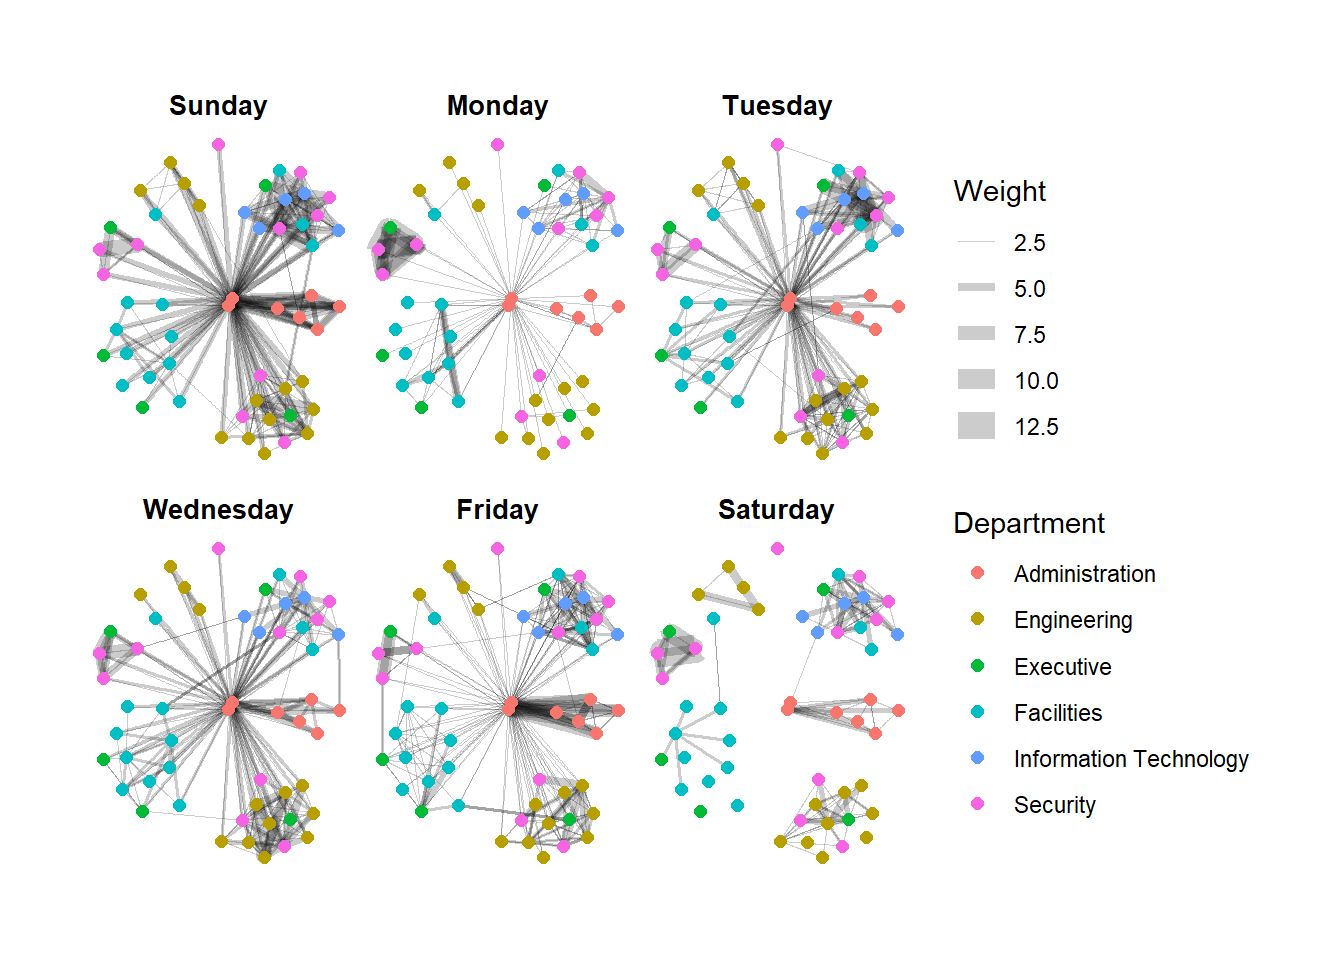 Sunday
Monday
Tuesday
Wednesday
Friday
Saturday
Weight
2.5
5.0
7.5
10.0
12.5
Department
Administration
Engineering
Executive
Facilities
Information Technology
Security